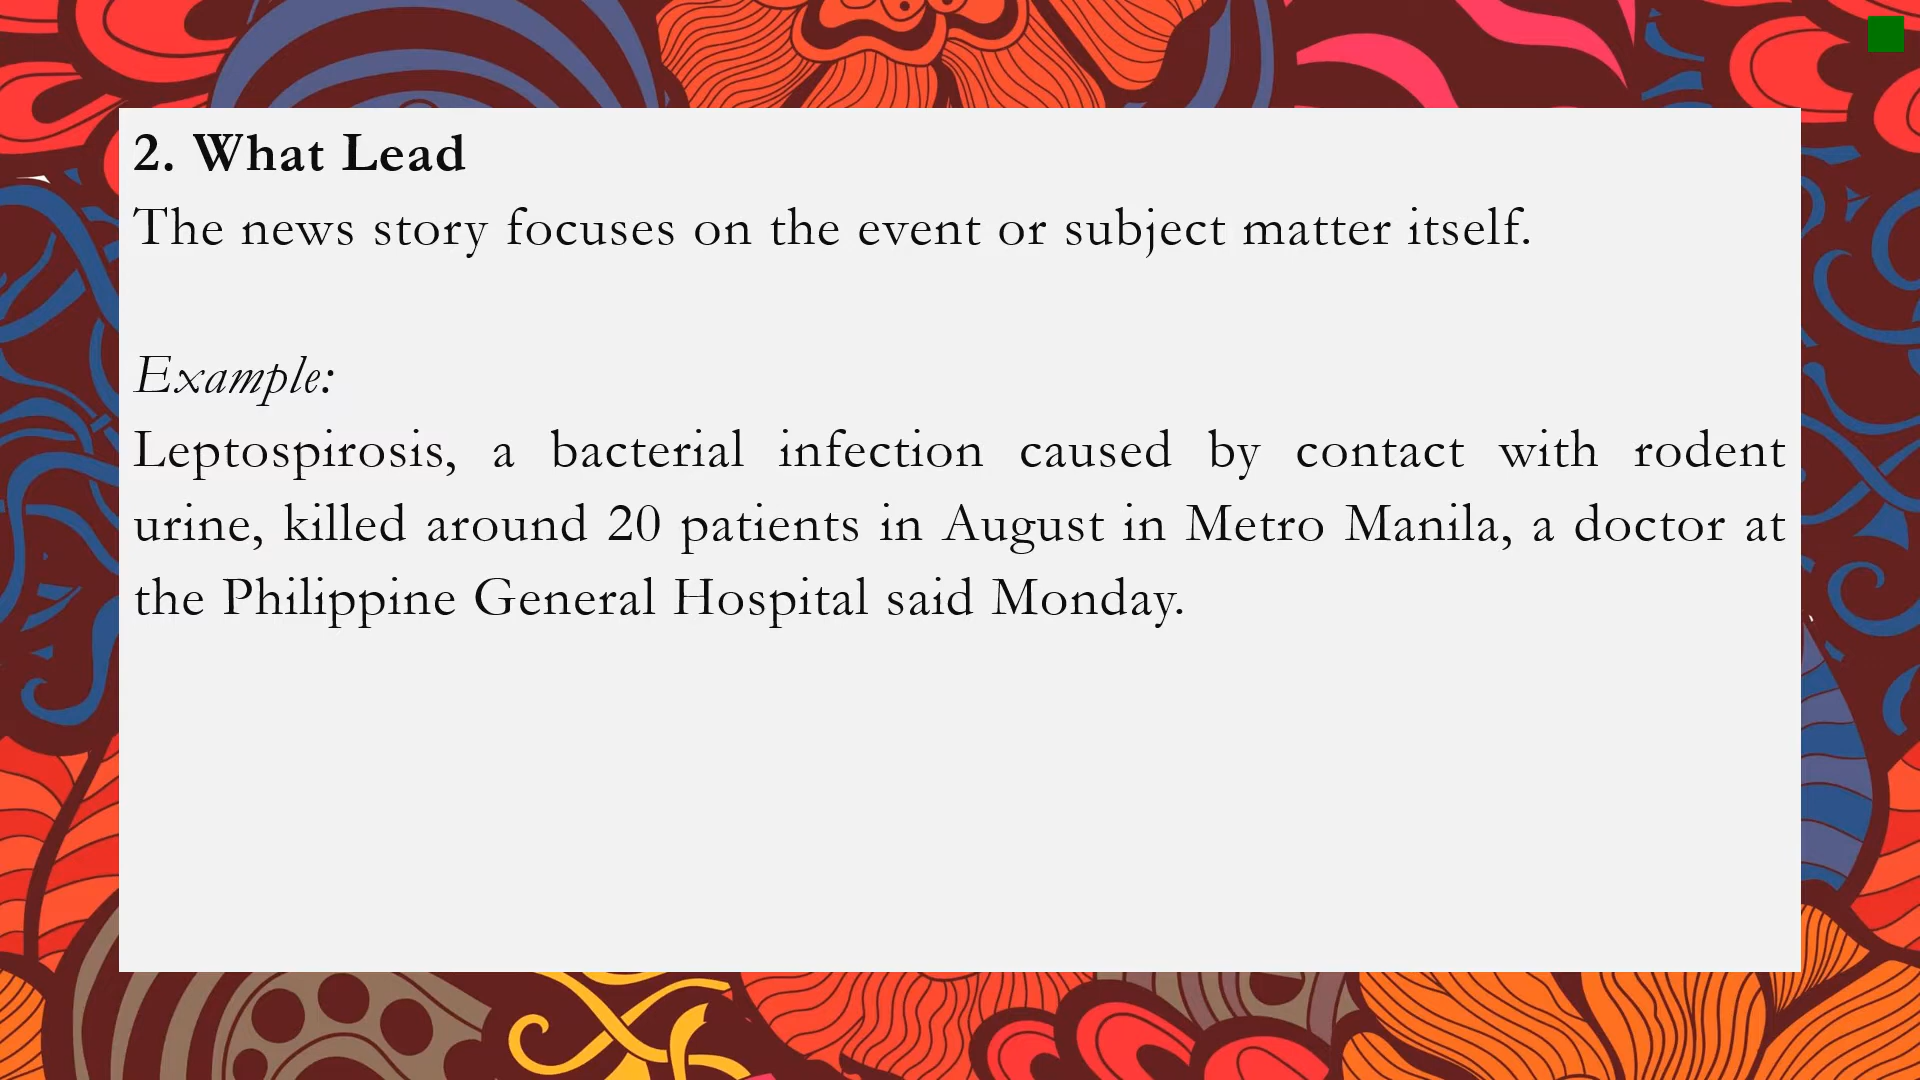 2. What Lead
The news story focuses on the event or subject matter itself.
Example:
Leptospirosis, a bacterial infection caused by contact with rodent
urine, killed around 20 patients in August in Metro Manila, a doctor at
the Philippine General Hospital said Monday.